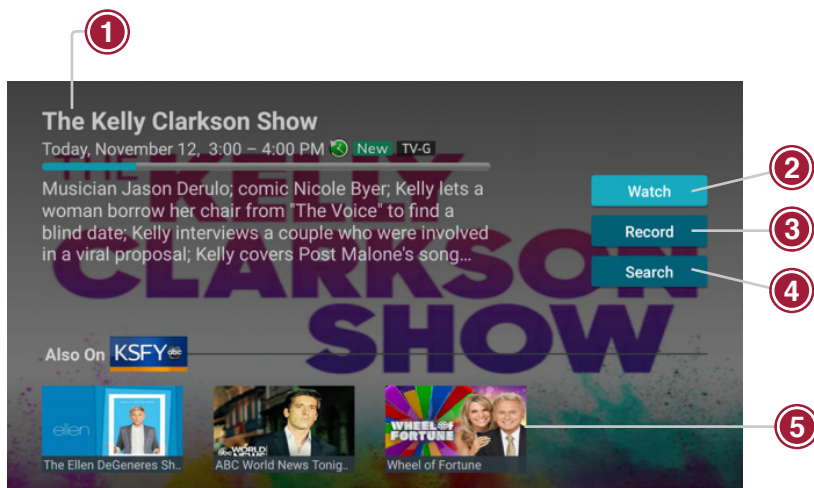 1
The Kelly Clarkson Show
Today, November 12, 3:00 – 4:00 PM New TV-G
Musician Jason Derulo; comic Nicole Byer; Kelly lets a
woman borrow her chair from "The Voice" to find a
blind date; Kelly interviews a couple who were involved
in a viral proposal; Kelly covers Post Malone's song...
THE
KELLY
CLARKSON
SHOW
Watch
2
Record
3
Search
4
Also On KSFY abc
ellen
The Ellen DeGeneres Sh..
abc WORLD
NEWS
ABC World News Tonig..
WHEEL OF
FORTUNE
Wheel of Fortune
5